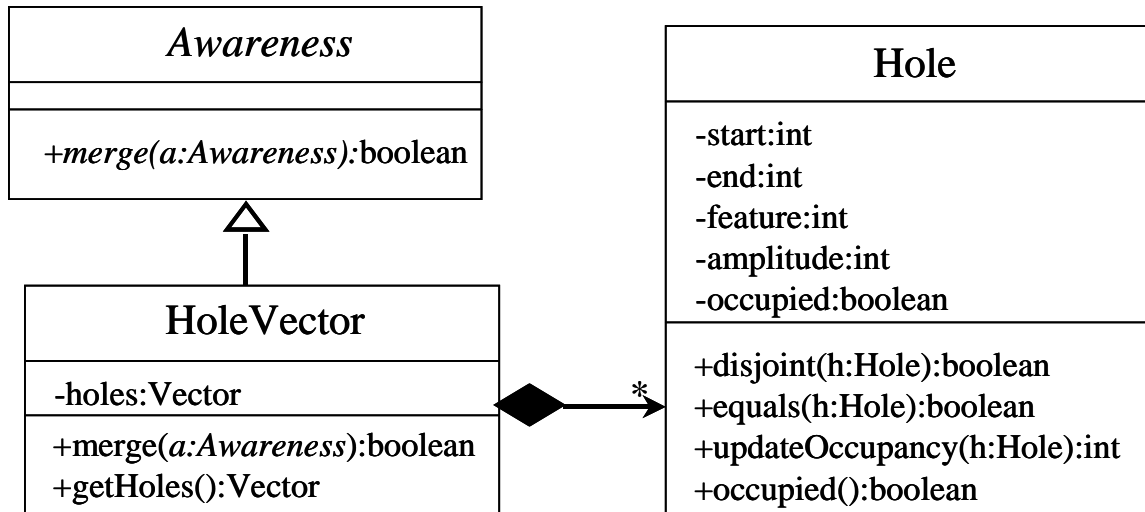 Awareness
+merge(a:Awareness):boolean
HoleVector
-holes:Vector
+merge(a:Awareness):boolean
+getHoles():Vector
*
Hole
-start:int
-end:int
-feature:int
-amplitude:int
-occupied:boolean
+disjoint(h:Hole):boolean
+equals(h:Hole):boolean
+updateOccupancy(h:Hole):int
+occupied():boolean